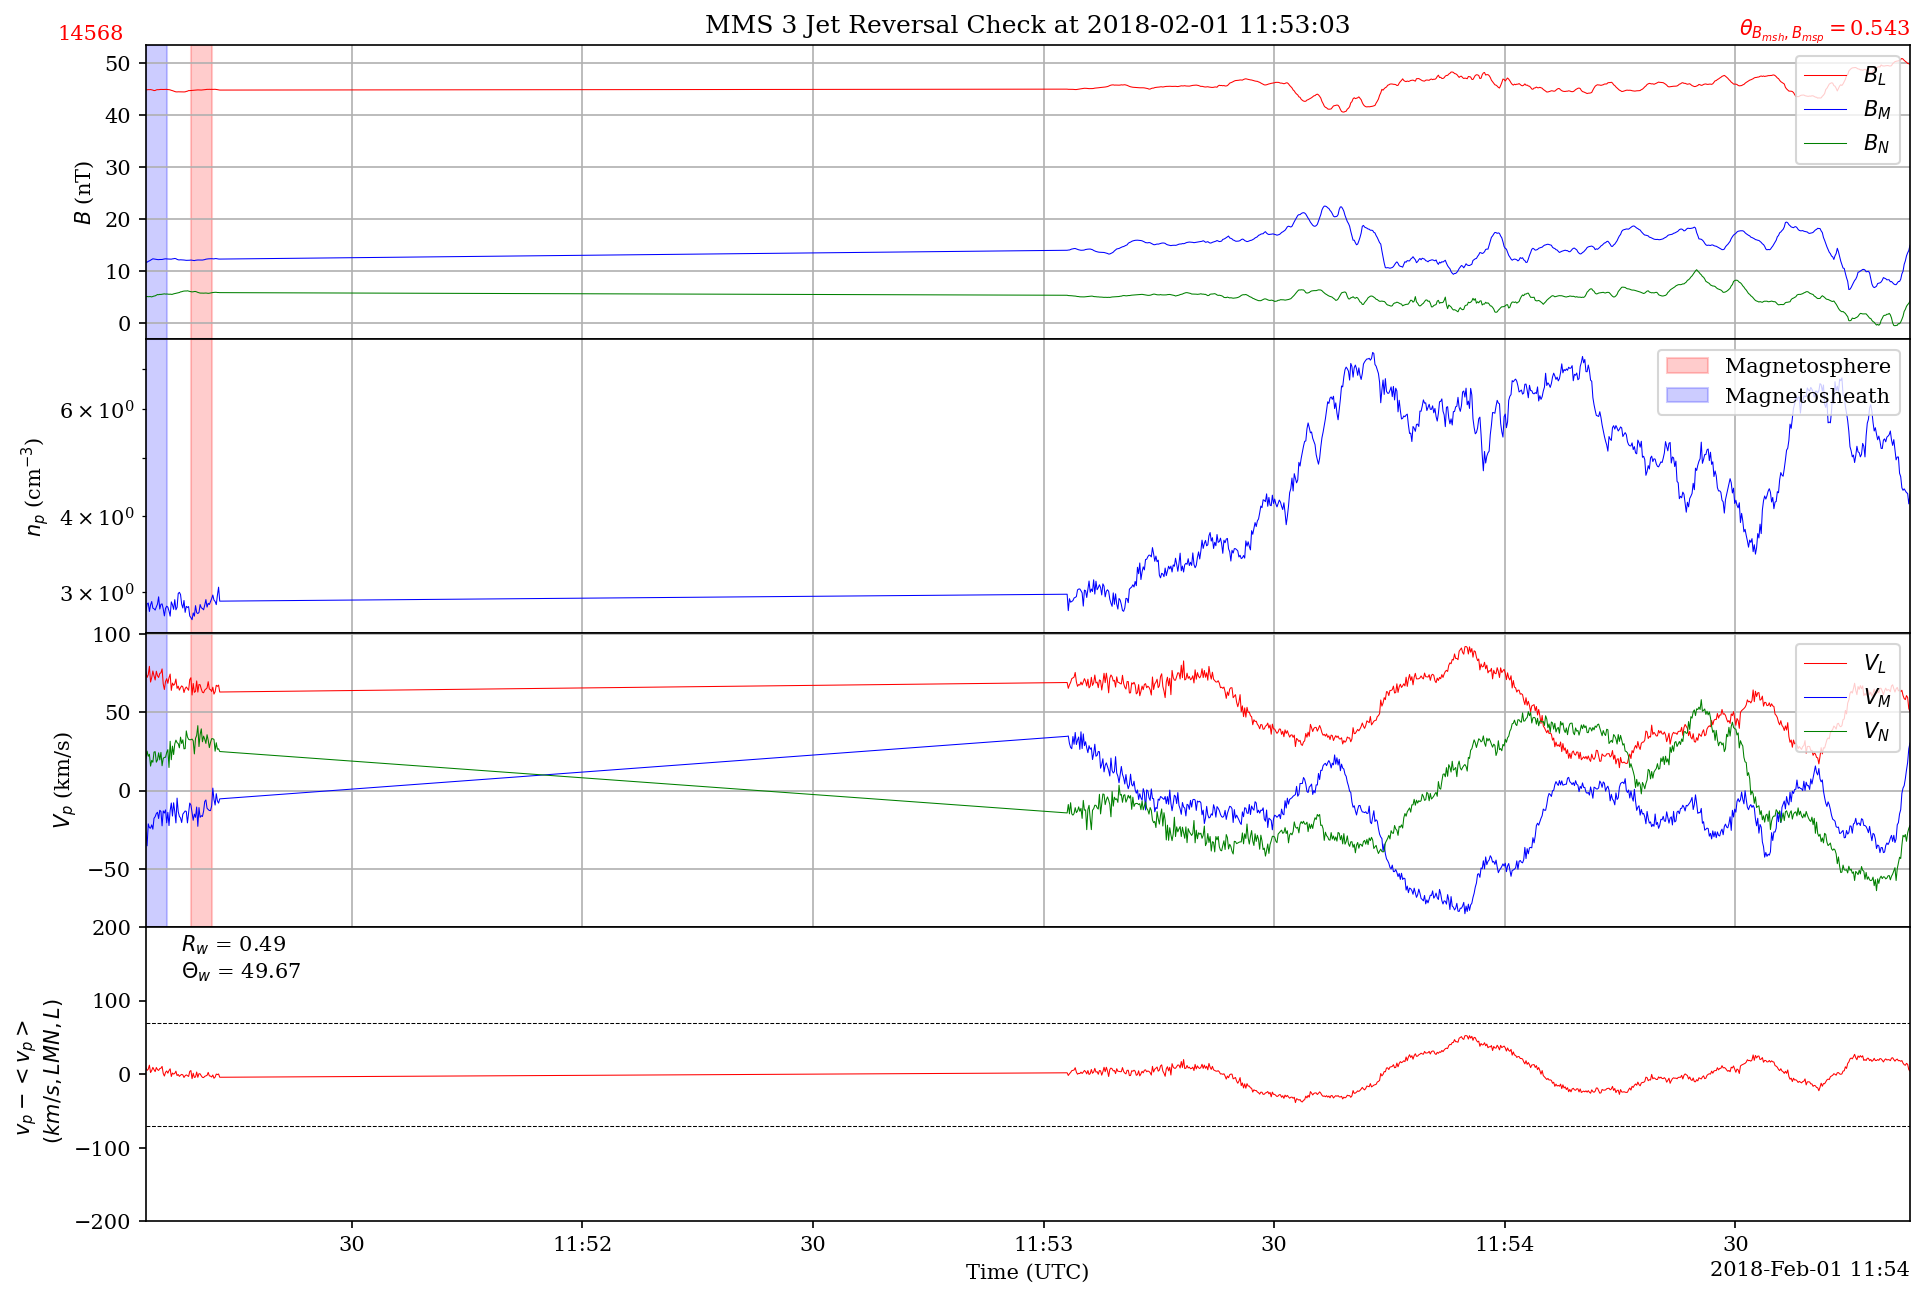 MMS 3 Jet Reversal Check at 2018-02-01 11:53:03
14568
θ_{B_{msh}, B_{msp}} = 0.543
50
40
30
20
10
0
B (nT)
B_L
B_M
B_N
6 × 10^0
4 × 10^0
3 × 10^0
n_p (cm^{-3})
Magnetosphere
Magnetosheath
100
50
0
−50
V_p (km/s)
V_L
V_M
V_N
200
100
0
−100
−200
v_p − < v_p >
(km/s, LMN, L)
R_w = 0.49
Θ_w = 49.67
30 11:52 30 11:53 30 11:54 30
Time (UTC)
2018-Feb-01 11:54